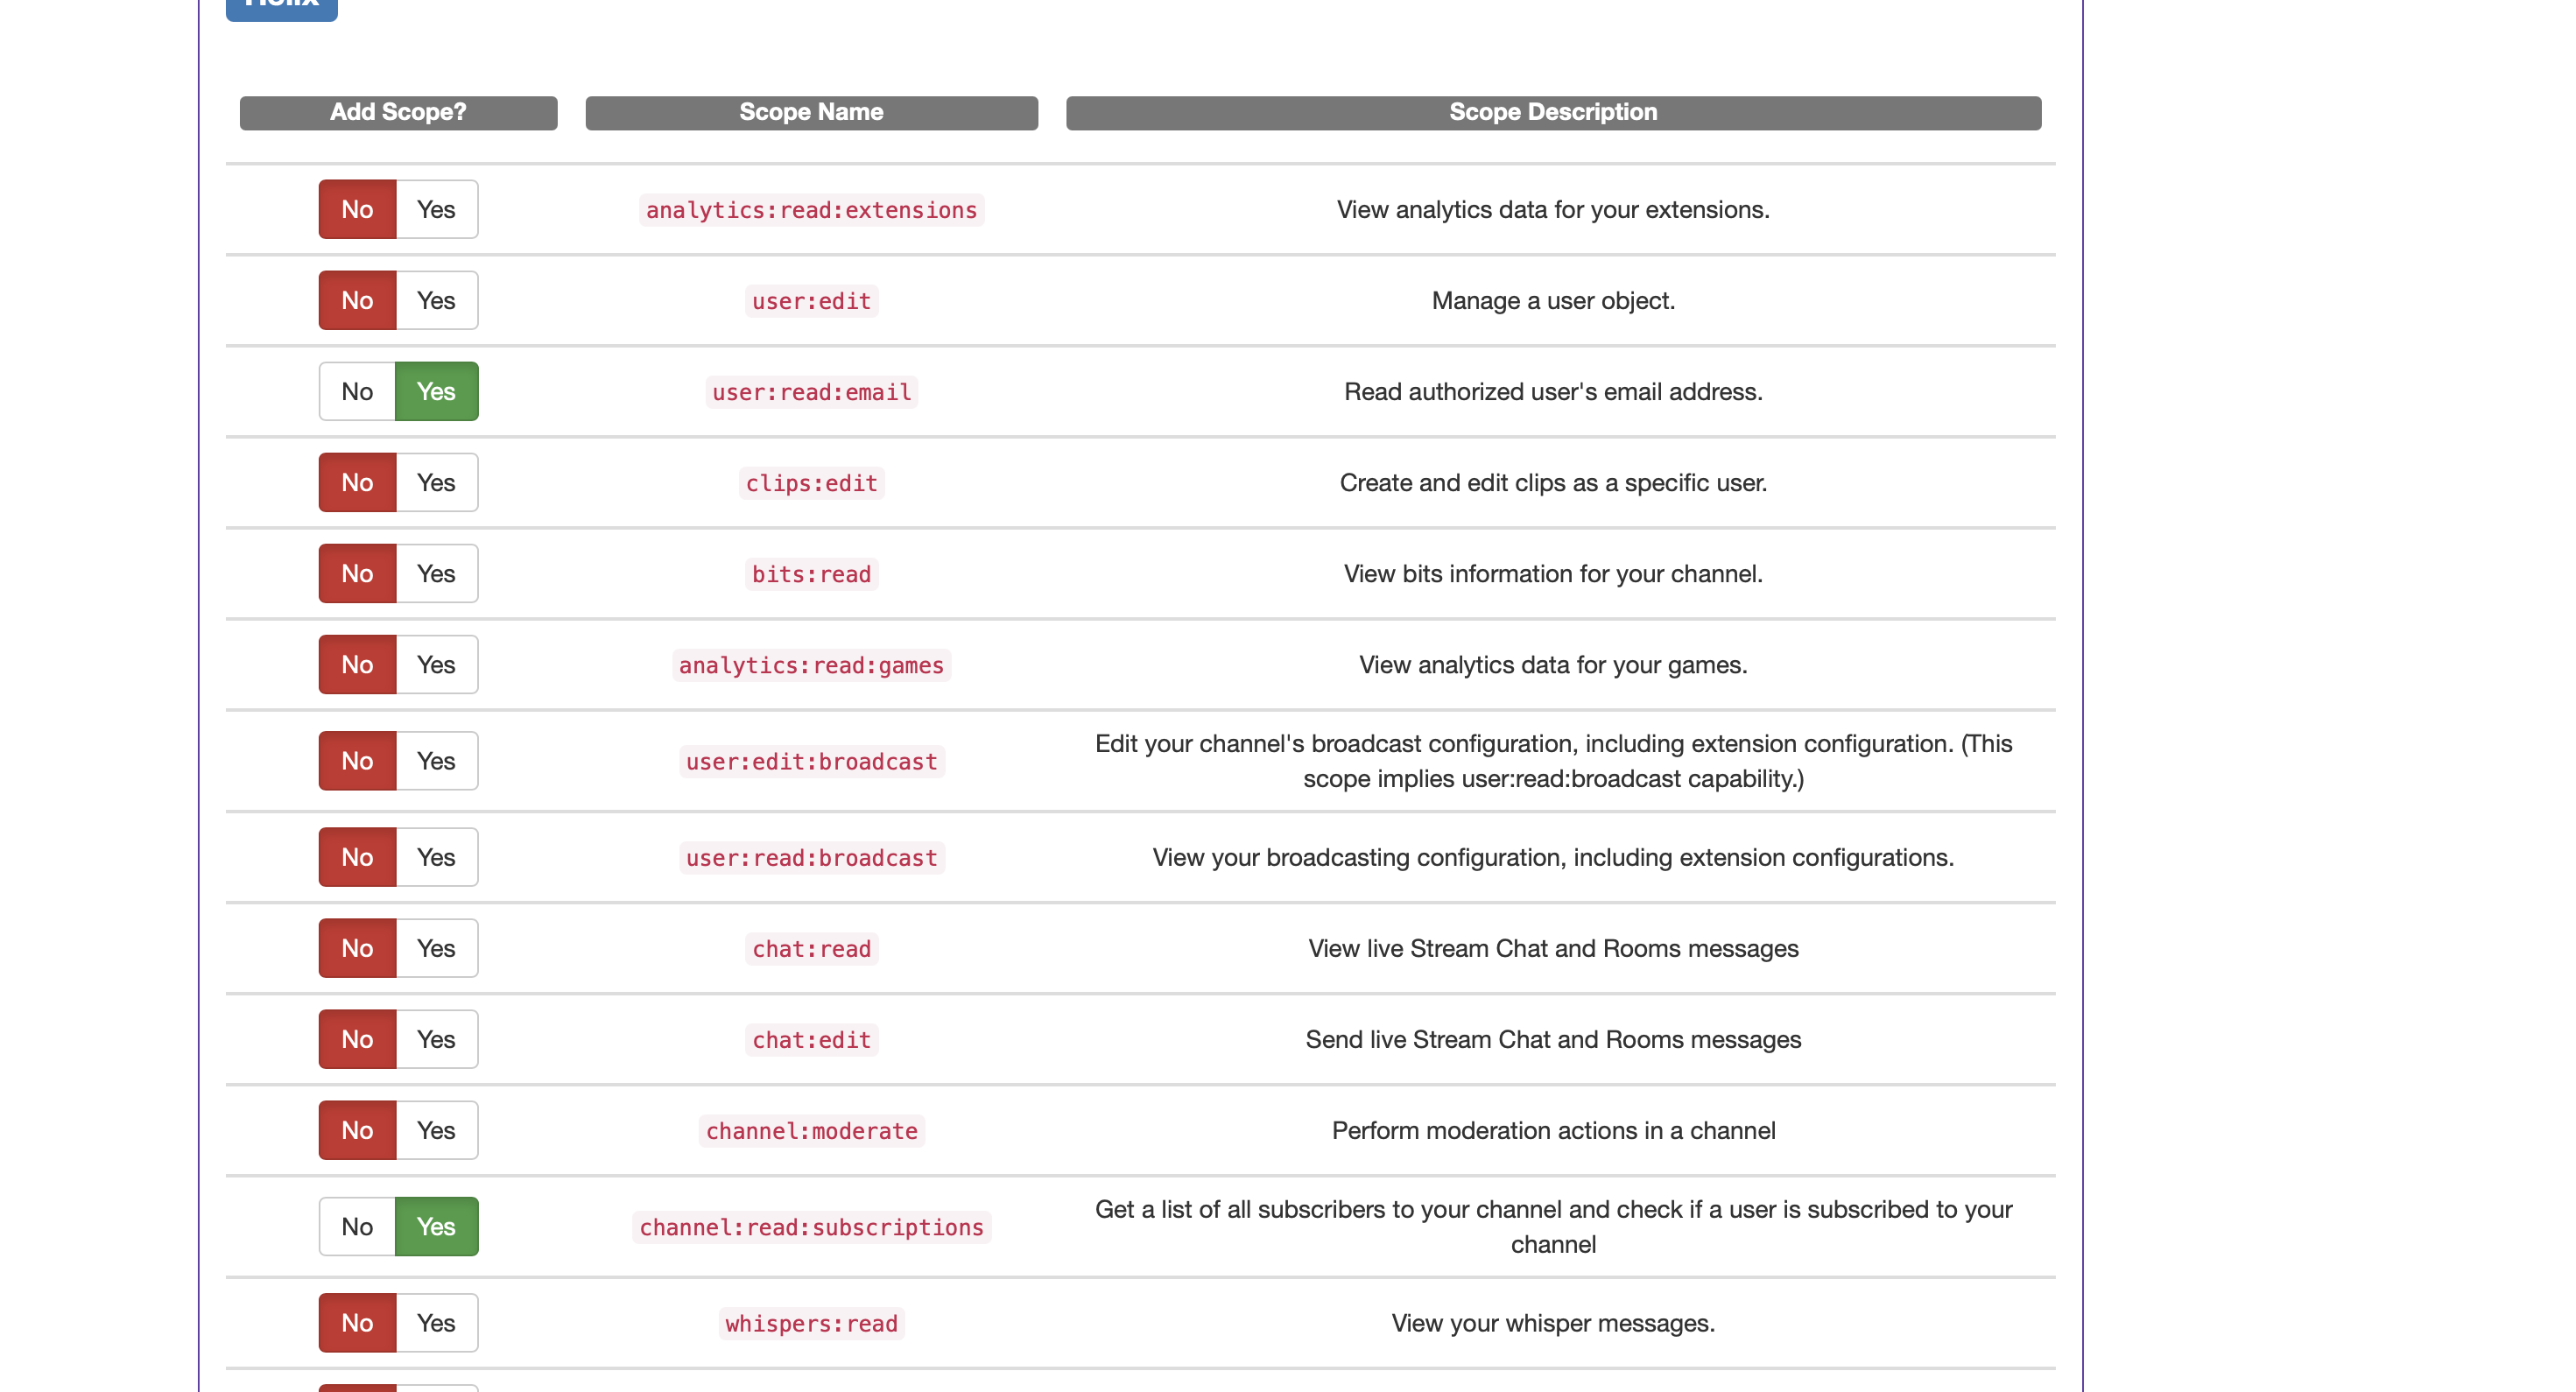 Helix
Add Scope? Scope Name Scope Description
No Yes analytics:read:extensions View analytics data for your extensions.
No Yes user:edit Manage a user object.
No Yes user:read:email Read authorized user's email address.
No Yes clips:edit Create and edit clips as a specific user.
No Yes bits:read View bits information for your channel.
No Yes analytics:read:games View analytics data for your games.
No Yes user:edit:broadcast Edit your channel's broadcast configuration, including extension configuration. (This
scope implies user:read:broadcast capability.)
No Yes user:read:broadcast View your broadcasting configuration, including extension configurations.
No Yes chat:read View live Stream Chat and Rooms messages
No Yes chat:edit Send live Stream Chat and Rooms messages
No Yes channel:moderate Perform moderation actions in a channel
No Yes channel:read:subscriptions Get a list of all subscribers to your channel and check if a user is subscribed to your
channel
No Yes whispers:read View your whisper messages.